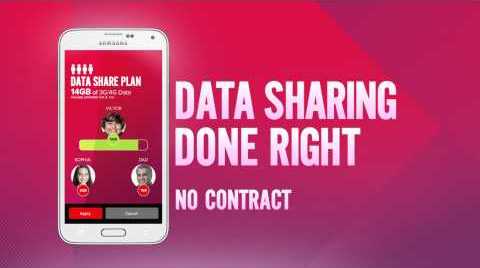 SAMSUNG
DATA SHARE PLAN
14GB of 3G/4G Data
VICTOR
SOPHIA
DAD
Apply
Cancel
DATA SHARING
DONE RIGHT
NO CONTRACT